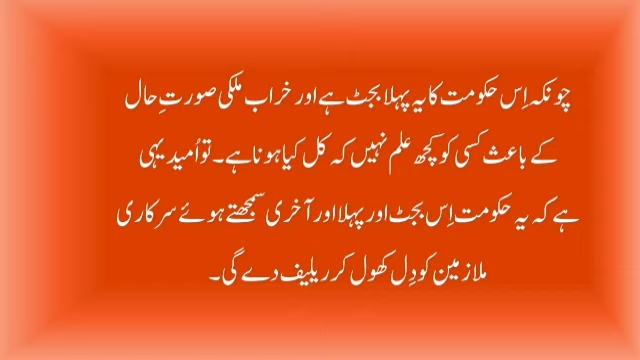 چونکہ اِس حکومت کا یہ پہلا بجٹ ہے اور خراب ملکی صورتِ حال
کے باعث کسی کو کچھ علم نہیں کہ کل کیا ہونا ہے۔ تو اُمید یہی
ہے کہ یہ حکومت اِس بجٹ اور پہلا اور آخری سمجھتے ہوئے سرکاری
ملازمین کو دِل کھول کر ریلیف دے گی۔